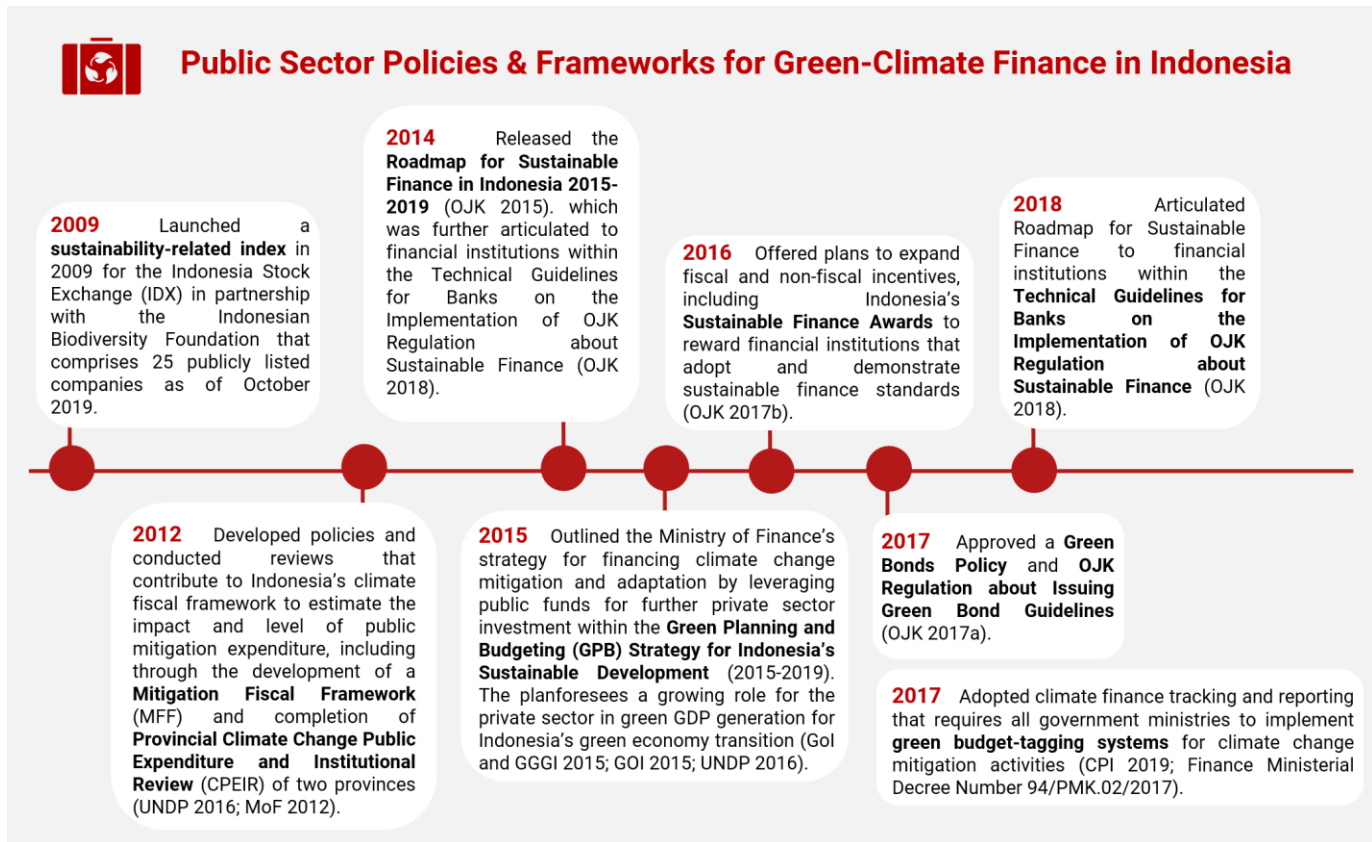 Public Sector Policies & Frameworks for Green-Climate Finance in Indonesia
2009 Launched a
sustainability-related index in
2009 for the Indonesia Stock
Exchange (IDX) in partnership
with the Indonesian
Biodiversity Foundation that
comprises 25 publicly listed
companies as of October
2019.
2012 Developed policies and
conducted reviews that
contribute to Indonesia's climate
fiscal framework to estimate the
impact and level of public
mitigation expenditure, including
through the development of a
Mitigation Fiscal Framework
(MFF) and completion of
Provincial Climate Change Public
Expenditure and Institutional
Review (CPEIR) of two provinces
(UNDP 2016; MoF 2012).
2014 Released the
Roadmap for Sustainable
Finance in Indonesia 2015-
2019 (OJK 2015). which
was further articulated to
financial institutions within
the Technical Guidelines
for Banks on the
Implementation of OJK
Regulation about
Sustainable Finance (OJK
2018).
2015 Outlined the Ministry of Finance's
strategy for financing climate change
mitigation and adaptation by leveraging
public funds for further private sector
investment within the Green Planning and
Budgeting (GPB) Strategy for Indonesia's
Sustainable Development (2015-2019).
The planforesees a growing role for the
private sector in green GDP generation for
Indonesia's green economy transition (GoI
and GGGI 2015; GOI 2015; UNDP 2016).
2016 Offered plans to expand
fiscal and non-fiscal incentives,
including Indonesia's
Sustainable Finance Awards to
reward financial institutions that
adopt and demonstrate
sustainable finance standards
(OJK 2017b).
2017 Approved a Green
Bonds Policy and OJK
Regulation about Issuing
Green Bond Guidelines
(OJK 2017a).
2017 Adopted climate finance tracking and reporting
that requires all government ministries to implement
green budget-tagging systems for climate change
mitigation activities (CPI 2019; Finance Ministerial
Decree Number 94/PMK.02/2017).
2018 Articulated
Roadmap for Sustainable
Finance to financial
institutions within the
Technical Guidelines for
Banks on the
Implementation of OJK
Regulation about
Sustainable Finance (OJK
2018).